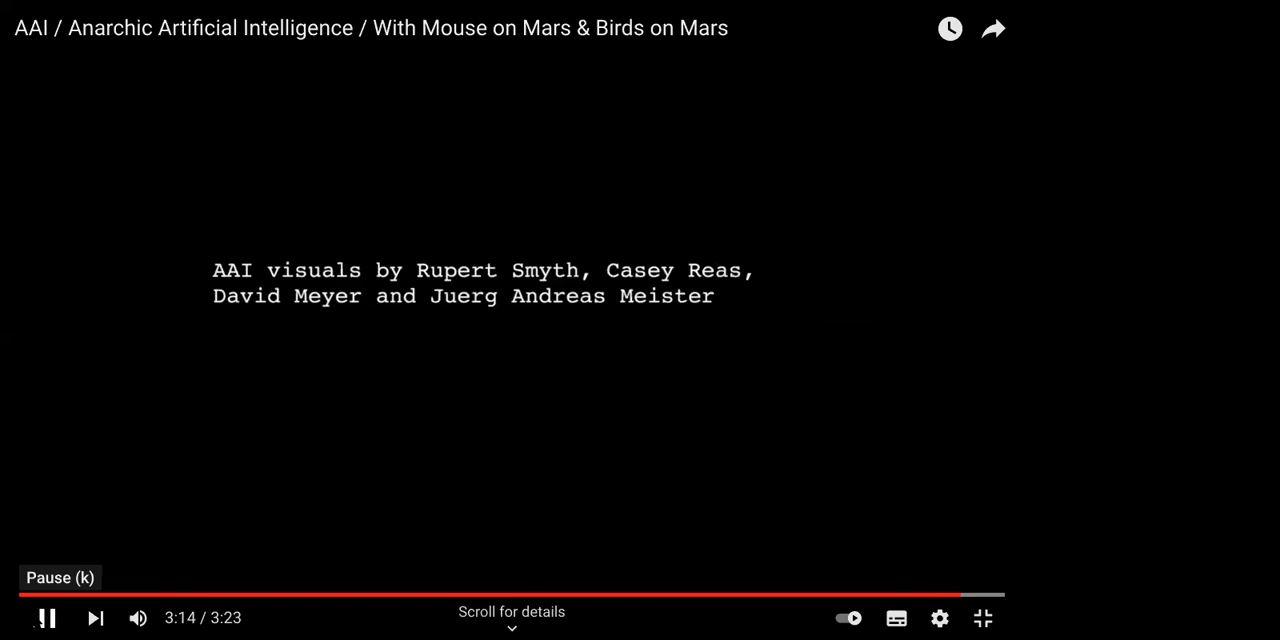 AAI / Anarchic Artificial Intelligence / With Mouse on Mars & Birds on Mars
AAI visuals by Rupert Smyth, Casey Reas,
David Meyer and Juerg Andreas Meister
Pause (k)
3:14 / 3:23
Scroll for details